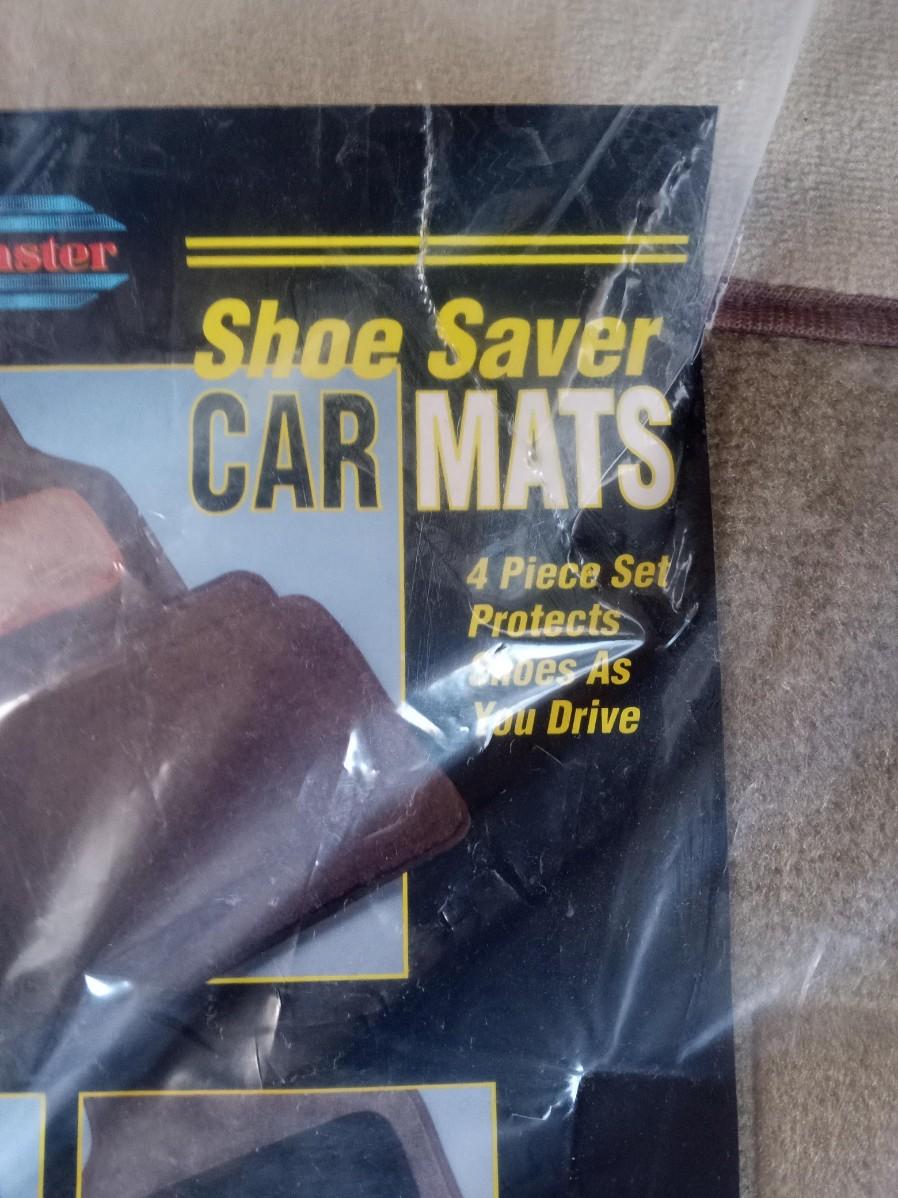 aster
Shoe Saver
CAR MATS
4 Piece Set
Protects
Shoes As
You Drive